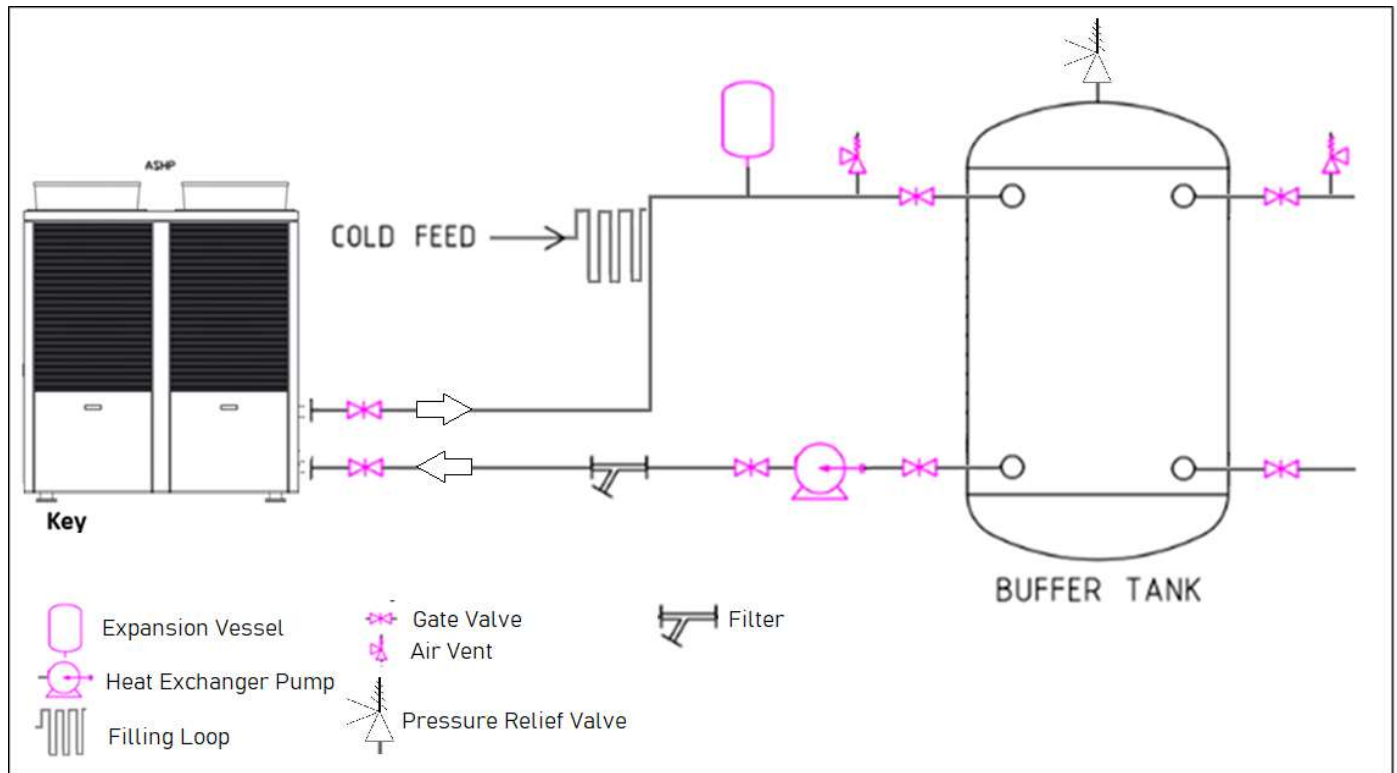 ASHP
COLD FEED
BUFFER TANK
Key
Expansion Vessel
Heat Exchanger Pump
Filling Loop
Gate Valve
Air Vent
Pressure Relief Valve
Filter